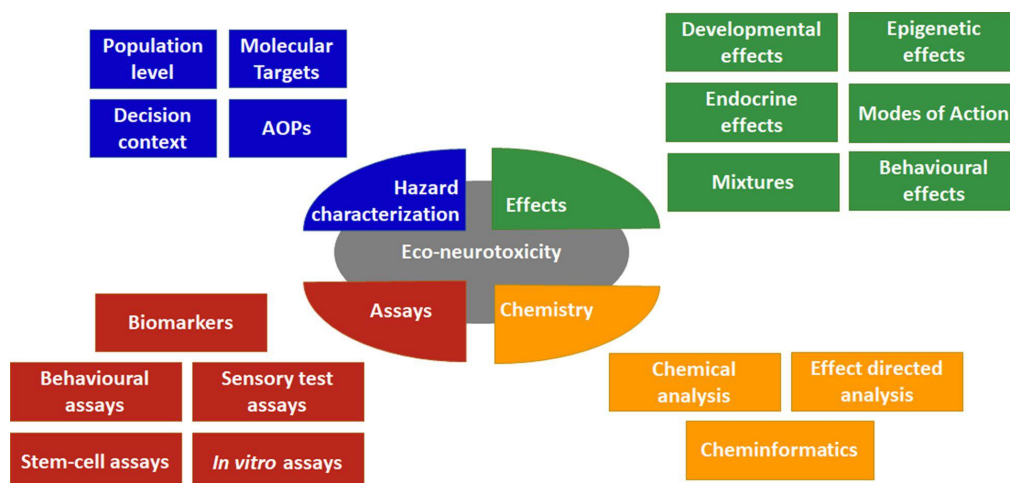 Population
level
Molecular
Targets
Decision
context
AOPs
Developmental
effects
Epigenetic
effects
Endocrine
effects
Modes of Action
Mixtures
Behavioural
effects
Hazard
characterization
Effects
Eco-neurotoxicity
Assays
Chemistry
Biomarkers
Behavioural
assays
Sensory test
assays
Stem-cell assays
In vitro assays
Chemical
analysis
Effect directed
analysis
Cheminformatics